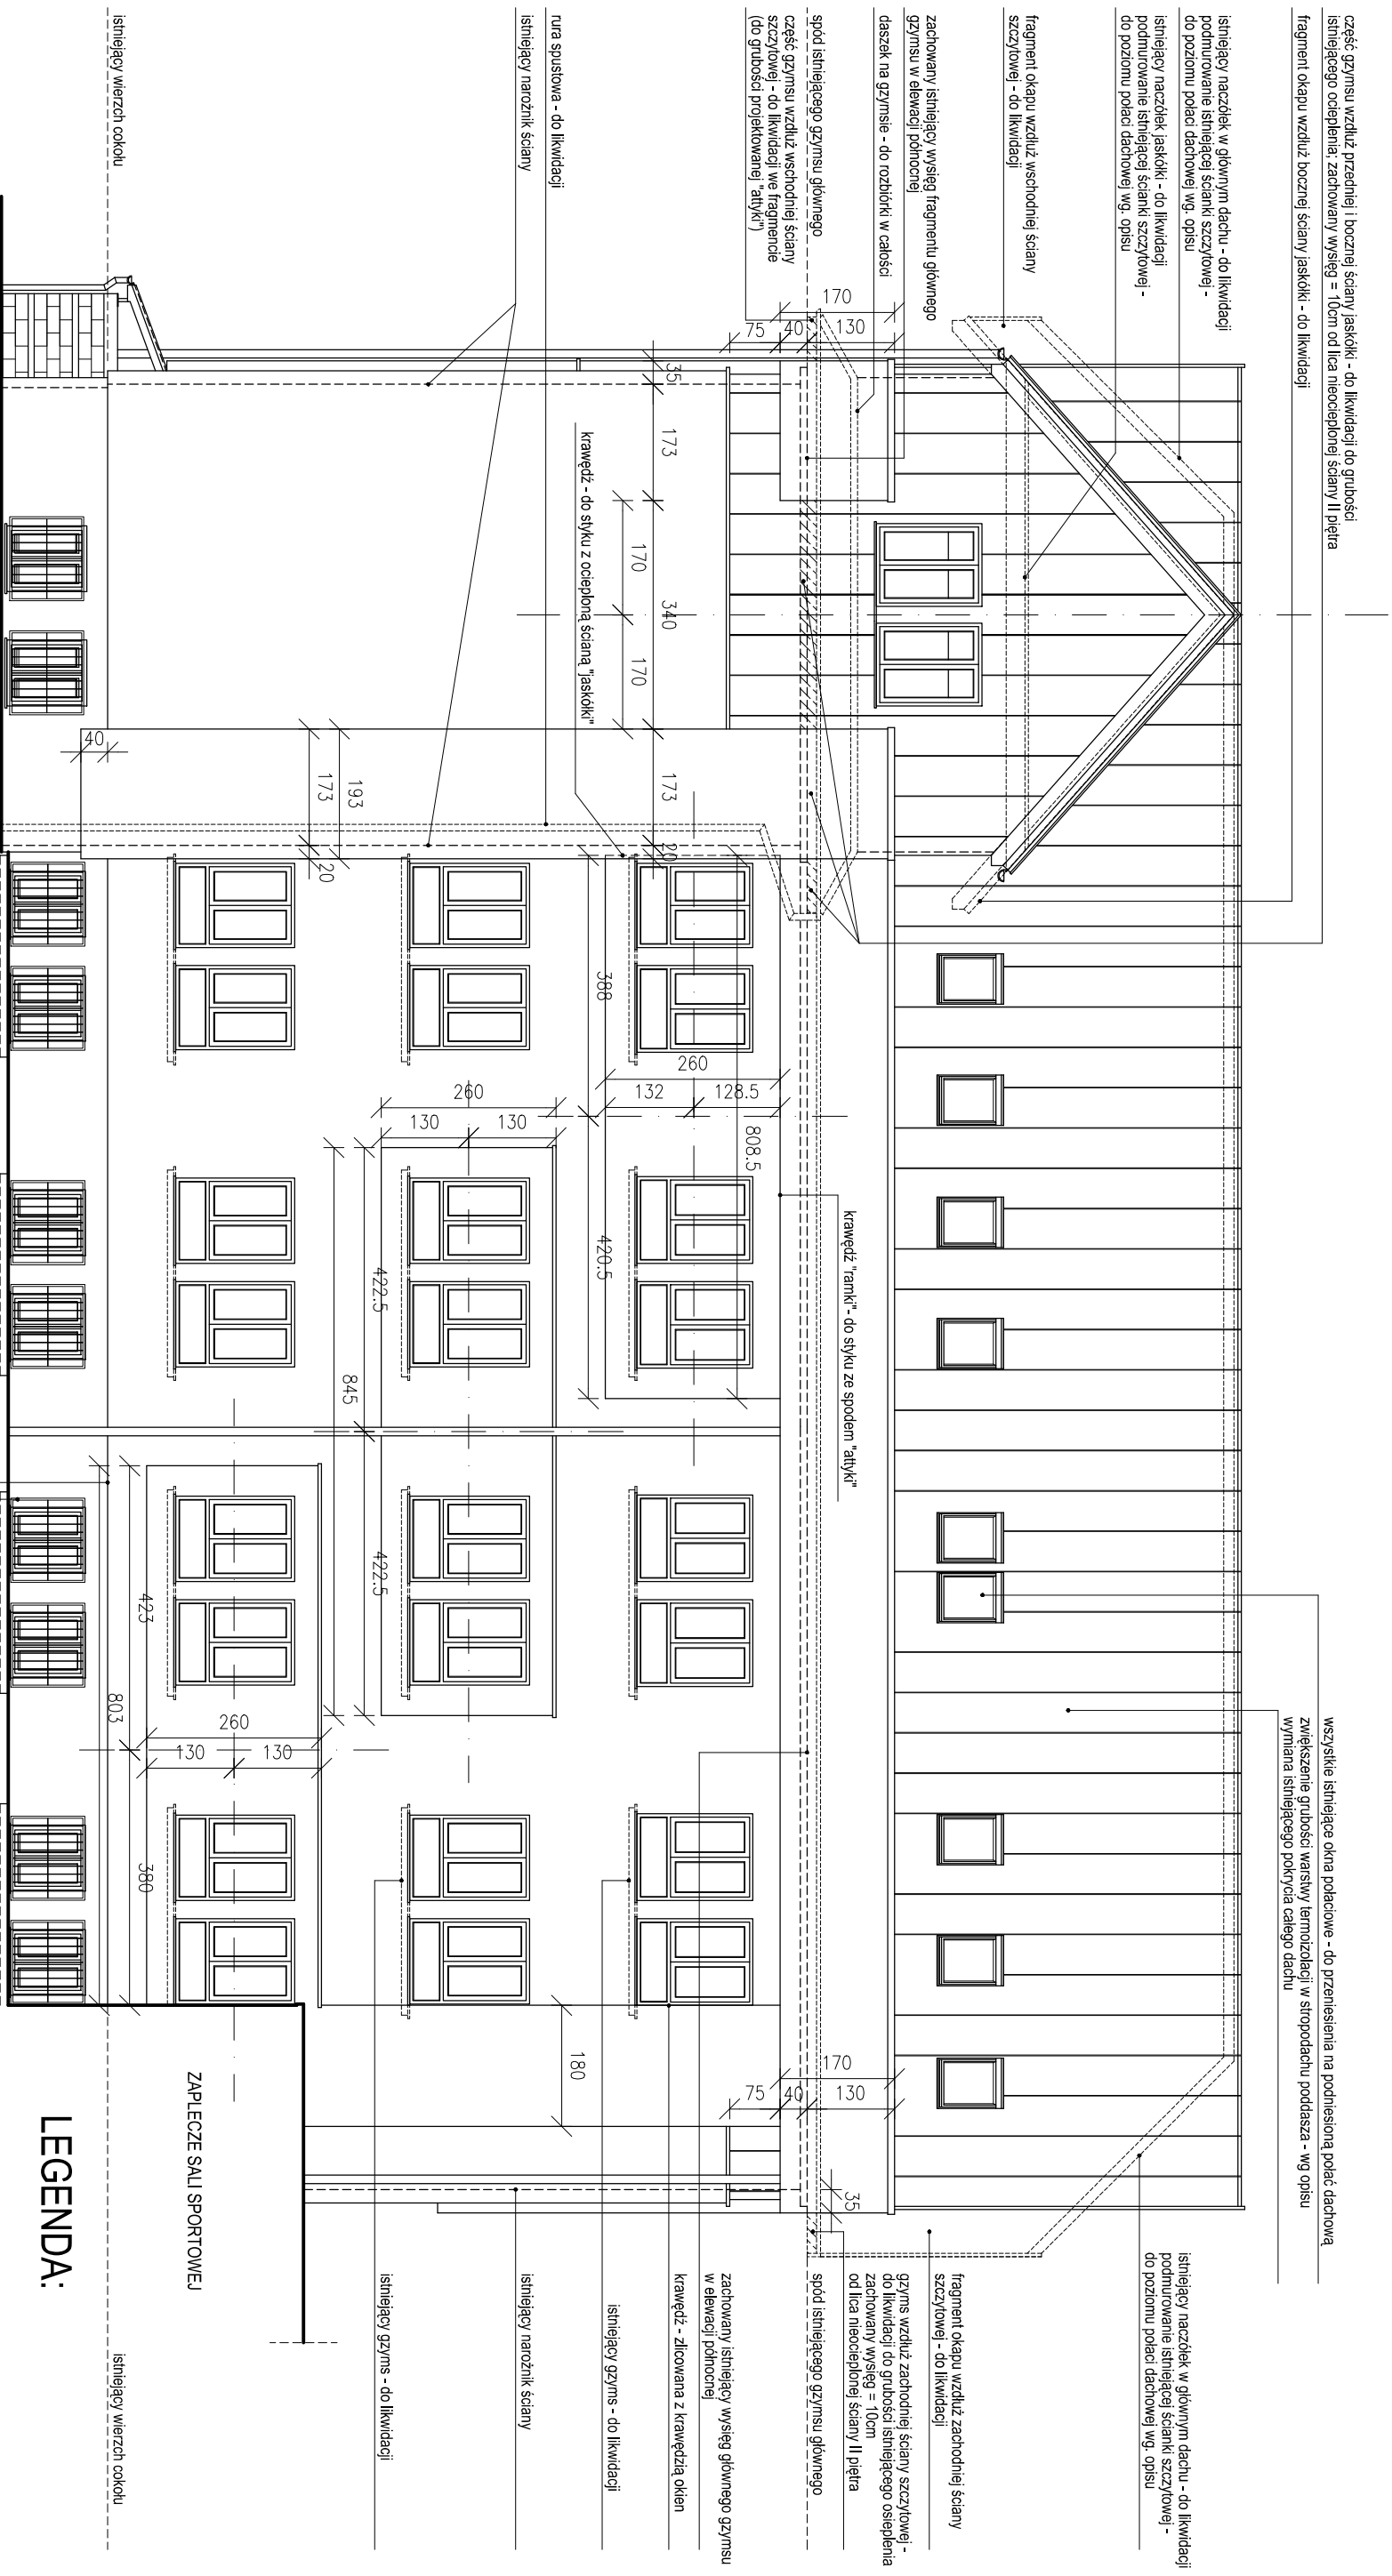 część gzymsu wzdłuż przedniej i bocznej ściany jaskółki - do likwidacji do grubości
istniejącego ocieplenia; zachowany wysięg = 10cm od lica nieocieplonej ściany II piętra
fragment okapu wzdłuż bocznej ściany jaskółki - do likwidacji
istniejący naczółek w głównym dachu - do likwidacji
podmurowanie istniejącej ścianki szczytowej -
do poziomu połaci dachowej wg. opisu
istniejący naczółek jaskółki - do likwidacji
podmurowanie istniejącej ścianki szczytowej -
do poziomu połaci dachowej wg. opisu
fragment okapu wzdłuż wschodniej ściany
szczytowej - do likwidacji
zachowany istniejący wysięg fragmentu głównego
gzymsu w elewacji północnej
daszek na gzymsie - do rozbiórki w całości
spód istniejącego gzymsu głównego
część gzymsu wzdłuż wschodniej ściany
szczytowej - do likwidacji we fragmencie
(do grubości projektowanej "attyki")
rura spustowa - do likwidacji
istniejący narożnik ściany
istniejący wierzch cokołu
170
130
40
75
35
173
340
173
20
170
170
krawędź - do styku z ocieploną ścianą "jaskółki"
193
173
20
40
388
420.5
808.5
260
132
128.5
krawędź "ramki"- do styku ze spodem "attyki"
260
130
130
422.5
422.5
845
423
380
803
260
130
130
180
170
130
40
75
35
wszystkie istniejące okna połaciowe - do przeniesienia na podniesioną połać dachową
zwiększenie grubości warstwy termoizolacji w stropodachu poddasza - wg opisu
wymiana istniejącego pokrycia całego dachu
istniejący naczółek w głównym dachu - do likwidacji
podmurowanie istniejącej ścianki szczytowej -
do poziomu połaci dachowej wg. opisu
fragment okapu wzdłuż zachodniej ściany
szczytowej - do likwidacji
gzyms wzdłuż zachodniej ściany szczytowej -
do likwidacji do grubości istniejącego osieplenia
zachowany wysięg = 10cm
od lica nieocieplonej ściany II piętra
spód istniejącego gzymsu głównego
zachowany istniejący wysięg głównego gzymsu
w elewacji północnej
krawędź - zlicowana z krawędzią okien
istniejący gzyms - do likwidacji
istniejący narożnik ściany
istniejący gzyms - do likwidacji
ZAPLECZE SALI SPORTOWEJ
istniejący wierzch cokołu
LEGENDA: